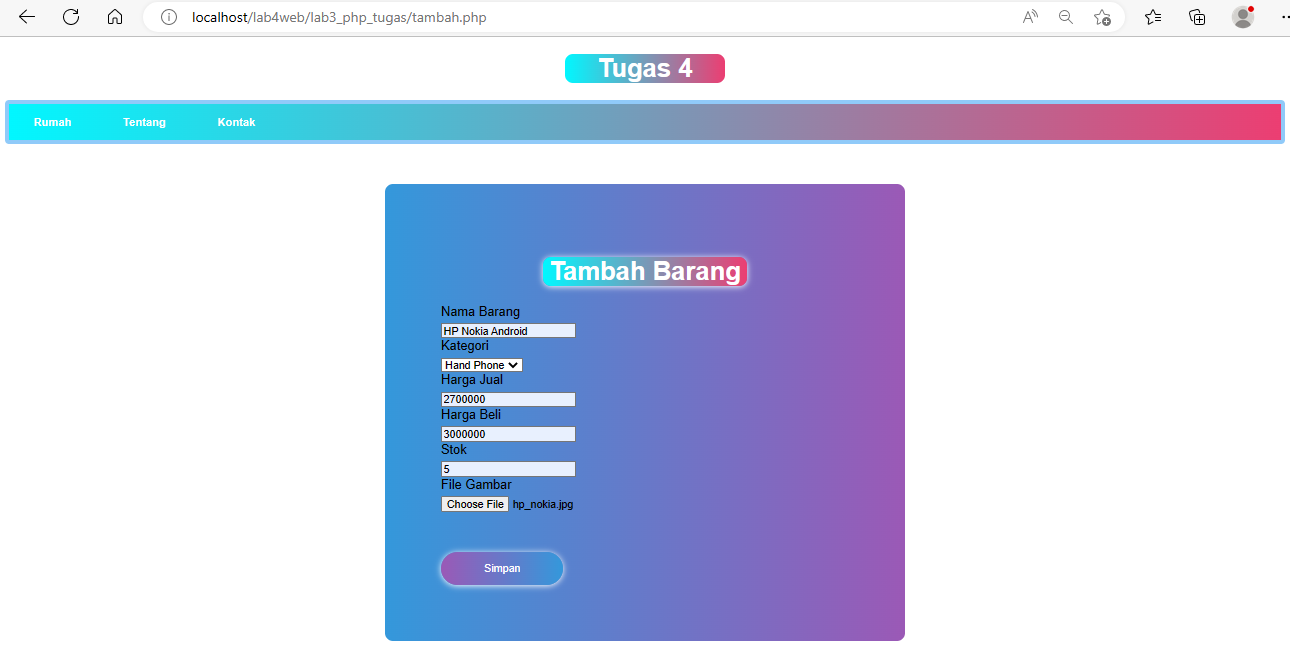 localhost/lab4web/lab3_php_tugas/tambah.php
Tugas 4
Rumah Tentang Kontak
Tambah Barang
Nama Barang
HP Nokia Android
Kategori
Hand Phone
Harga Jual
2700000
Harga Beli
3000000
Stok
5
File Gambar
Choose File hp_nokia.jpg
Simpan